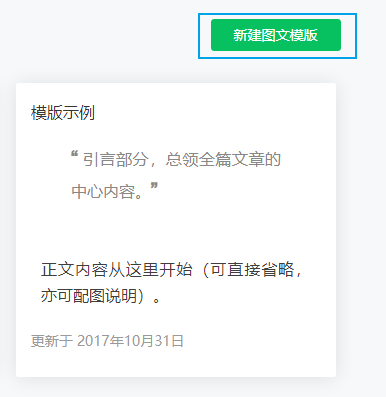 新建图文模版
模版示例
❝ 引言部分，总领全篇文章的
中心内容。❞
正文内容从这里开始（可直接省略，
亦可配图说明）。
更新于 2017年10月31日